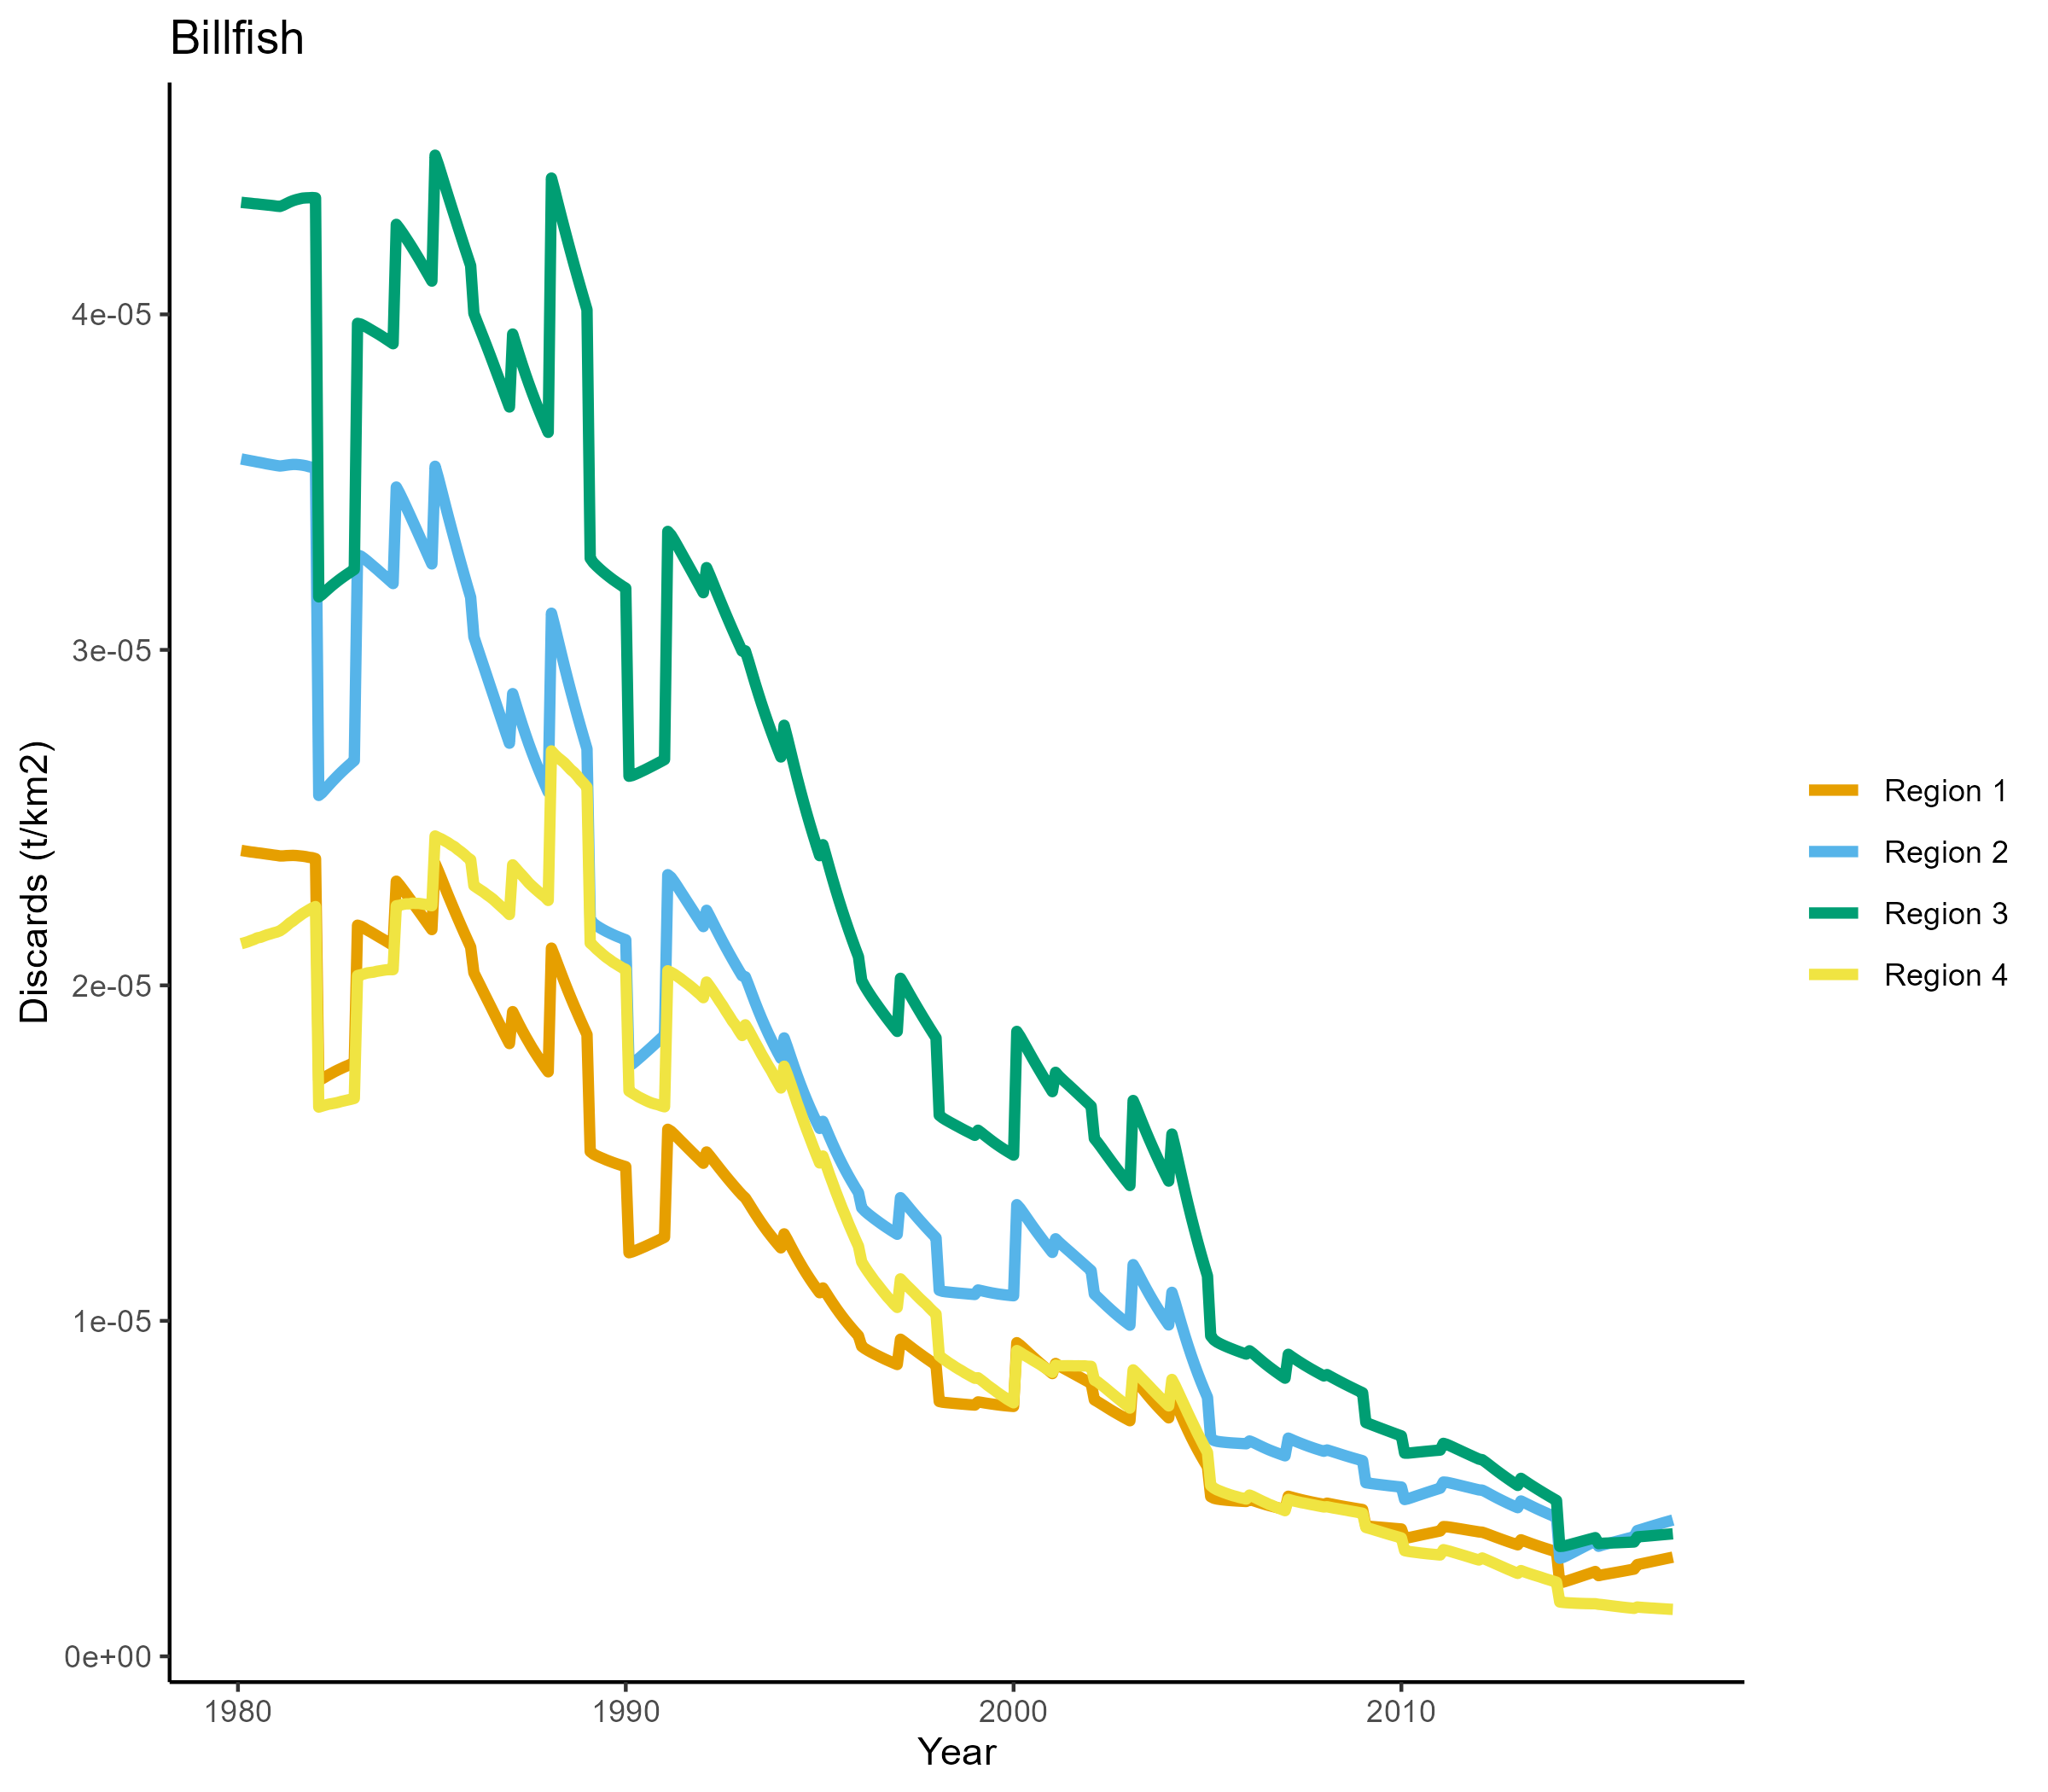 Billfish
Discards (t/km2)
4e-05
3e-05
2e-05
1e-05
0e+00
1980
1990
2000
2010
Year
Region 1
Region 2
Region 3
Region 4